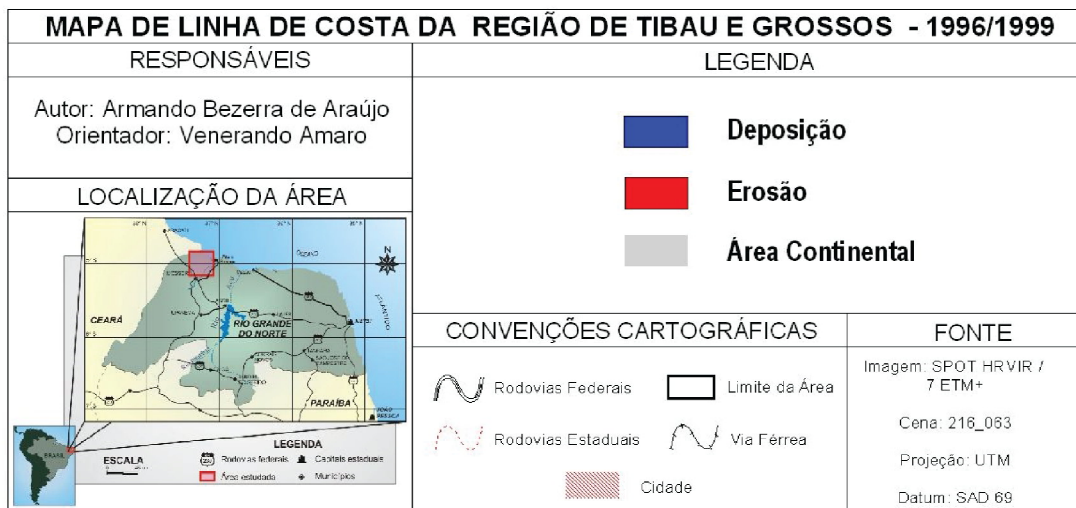 MAPA DE LINHA DE COSTA DA REGIÃO DE TIBAU E GROSSOS - 1996/1999
RESPONSÁVEIS
Autor: Armando Bezerra de Araújo
Orientador: Venerando Amaro
LOCALIZAÇÃO DA ÁREA
CEARÁ
RIO GRANDE
DO NORTE
PARAÍBA
ATLÂNTICO
BRASIL
ESCALA
LEGENDA
Rodovias federais
Capitais estaduais
Área estudada
Municípios
LEGENDA
Deposição
Erosão
Área Continental
CONVENÇÕES CARTOGRÁFICAS
Rodovias Federais
Limite da Área
Rodovias Estaduais
Via Férrea
Cidade
FONTE
Imagem: SPOT HRVIR /
7 ETM+
Cena: 216_063
Projeção: UTM
Datum: SAD 69